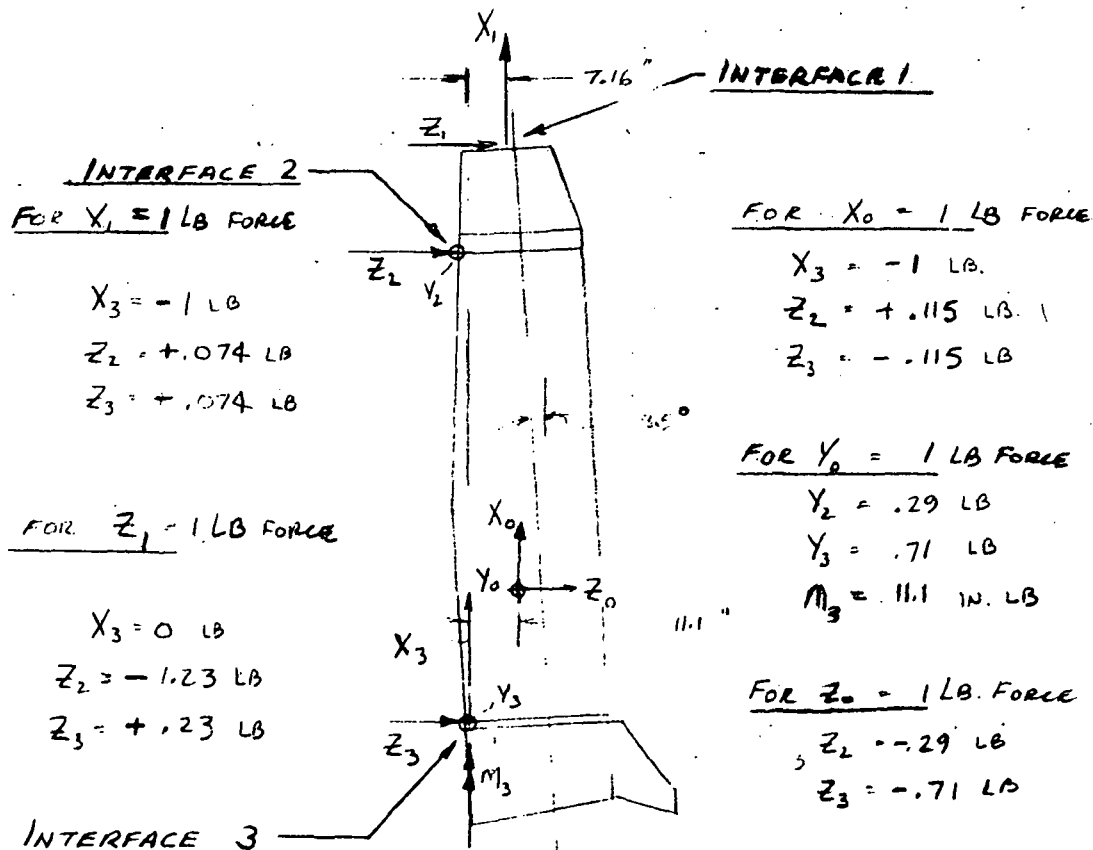 X₁
7.16"
INTERFACE 1
Z₁
INTERFACE 2
FOR X₁ = 1 LB FORCE
Z₂
Y₂
X₃ = - 1 LB
Z₂ = +.074 LB
Z₃ = + .074 LB
FOR X₀ = 1 LB FORCE
X₃ = -1 LB.
Z₂ = + .115 LB.
Z₃ = - .115 LB
FOR Y₀ = 1 LB FORCE
Y₂ = .29 LB
Y₃ = .71 LB
M₃ = 11.1 IN. LB
FOR Z₁ = 1 LB FORCE
X₃ = 0 LB
Z₂ = - 1.23 LB
Z₃ = + .23 LB
X₀
Y₀
Z₀
11.1"
X₃
Y₃
Z₃
M₃
FOR Z₀ = 1 LB. FORCE
Z₂ = -.29 LB
Z₃ = -.71 LB
INTERFACE 3